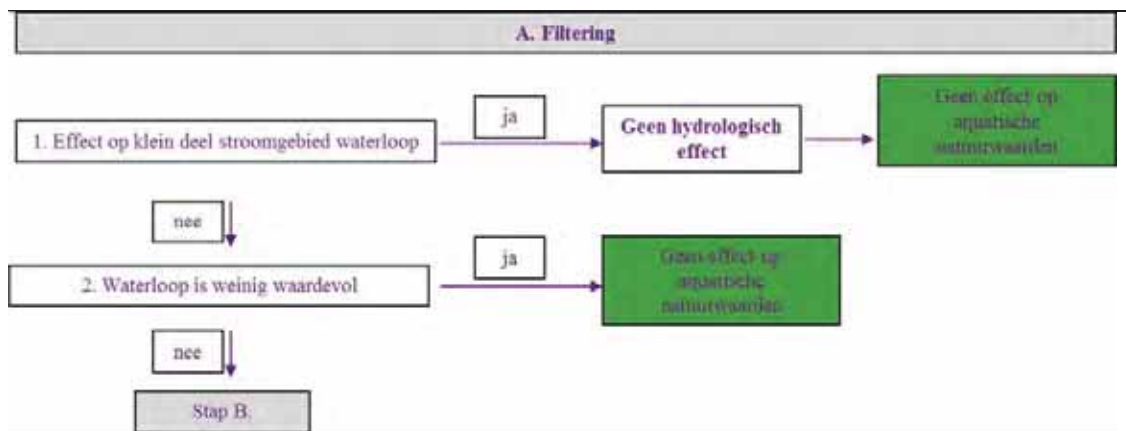 A. Filtering
1. Effect op klein deel stroomgebied waterloop
ja
Geen hydrologisch
effect
Geen effect op
aquatische
natuurwaarden
nee
2. Waterloop is weinig waardevol
ja
Geen effect op
aquatische
natuurwaarden
nee
Stap B.